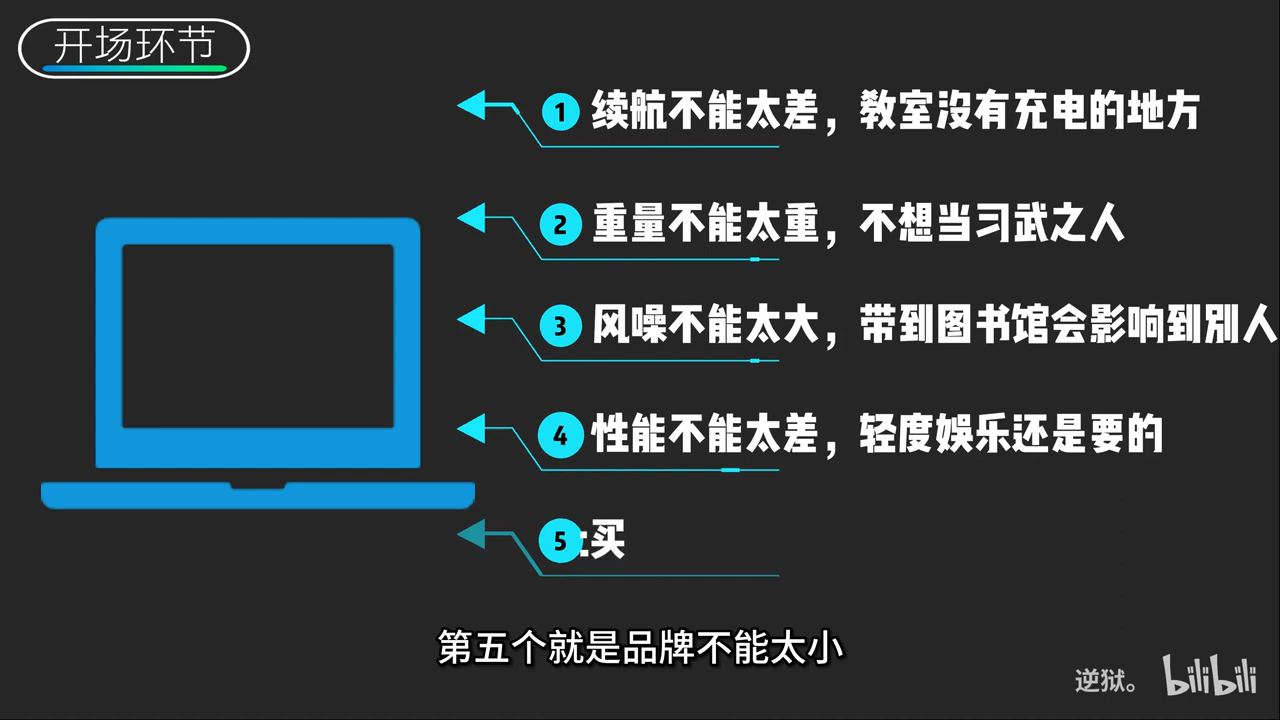 开场环节
1 续航不能太差，教室没有充电的地方
2 重量不能太重，不想当习武之人
3 风噪不能太大，带到图书馆会影响到别人
4 性能不能太差，轻度娱乐还是要的
5 买
第五个就是品牌不能太小
逆狱。 bilibili